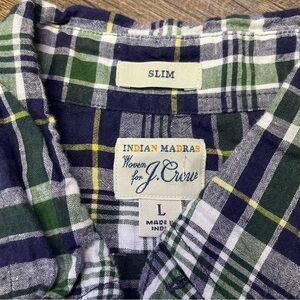 SLIM
INDIAN MADRAS
Woven
for J.Crew
L
MADE IN
INDIA